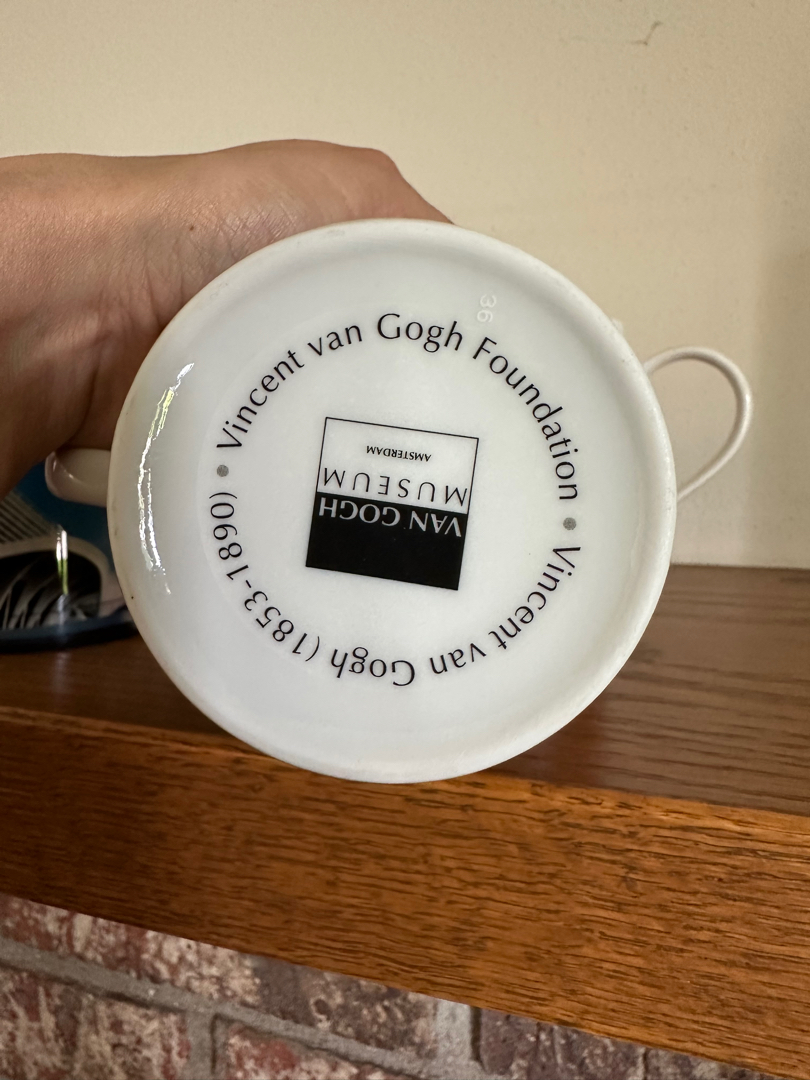 Vincent van Gogh Foundation • Vincent van Gogh (1853-1890) •
VAN GOGH
MUSEUM
AMSTERDAM
36